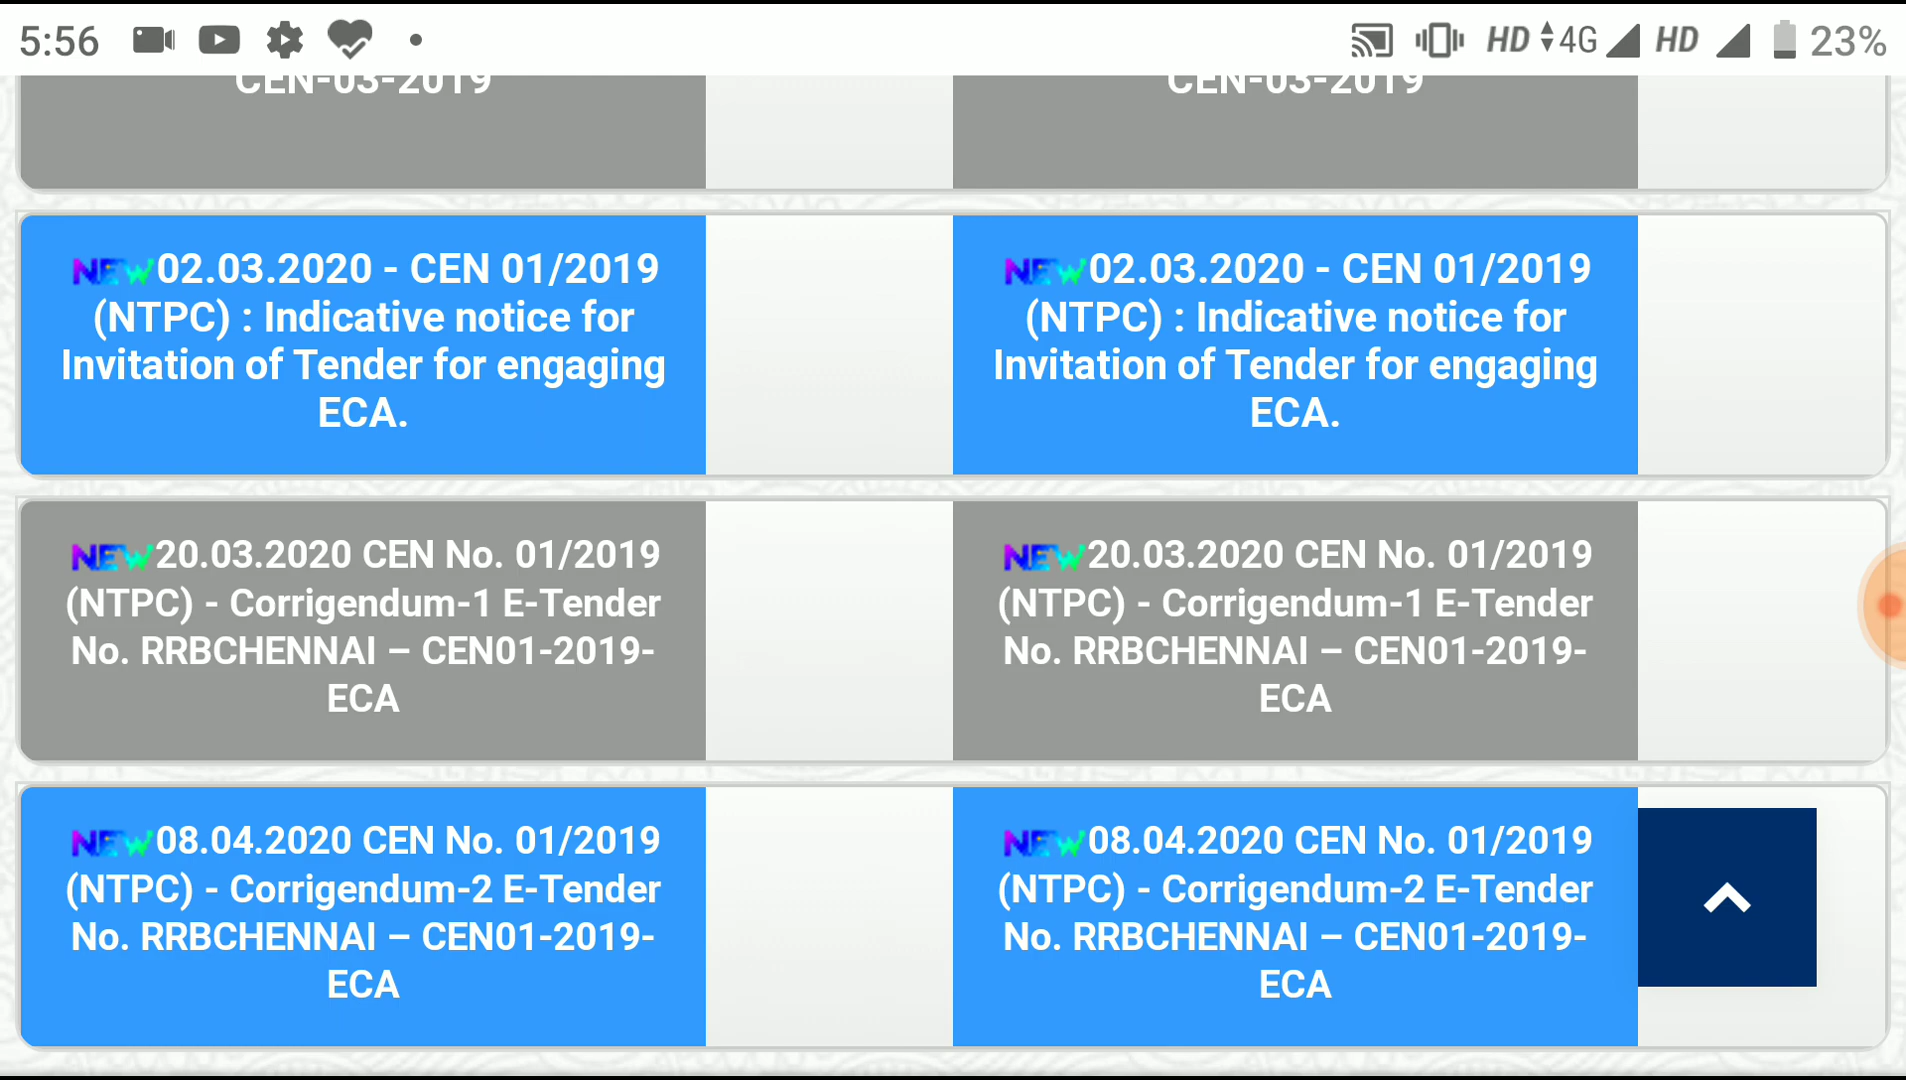 5:56
HD 4G HD 23%
CEN-03-2019
CEN-03-2019
NEW02.03.2020 - CEN 01/2019
(NTPC) : Indicative notice for
Invitation of Tender for engaging
ECA.
NEW02.03.2020 - CEN 01/2019
(NTPC) : Indicative notice for
Invitation of Tender for engaging
ECA.
NEW20.03.2020 CEN No. 01/2019
(NTPC) - Corrigendum-1 E-Tender
No. RRBCHENNAI – CEN01-2019-
ECA
NEW20.03.2020 CEN No. 01/2019
(NTPC) - Corrigendum-1 E-Tender
No. RRBCHENNAI – CEN01-2019-
ECA
NEW08.04.2020 CEN No. 01/2019
(NTPC) - Corrigendum-2 E-Tender
No. RRBCHENNAI – CEN01-2019-
ECA
NEW08.04.2020 CEN No. 01/2019
(NTPC) - Corrigendum-2 E-Tender
No. RRBCHENNAI – CEN01-2019-
ECA